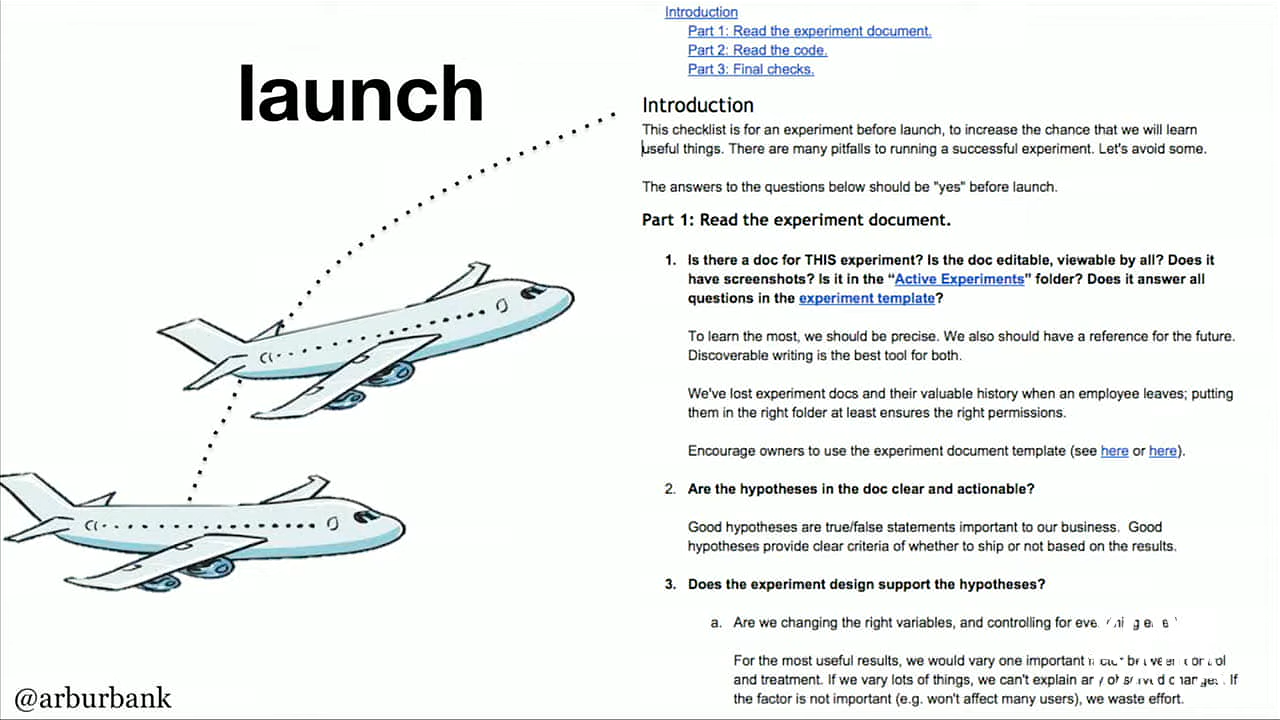 launch
@arburbank
Introduction
Part 1: Read the experiment document.
Part 2: Read the code.
Part 3: Final checks.
Introduction
This checklist is for an experiment before launch, to increase the chance that we will learn
useful things. There are many pitfalls to running a successful experiment. Let's avoid some.
The answers to the questions below should be "yes" before launch.
Part 1: Read the experiment document.
1. Is there a doc for THIS experiment? Is the doc editable, viewable by all? Does it
have screenshots? Is it in the “Active Experiments” folder? Does it answer all
questions in the experiment template?
To learn the most, we should be precise. We also should have a reference for the future.
Discoverable writing is the best tool for both.
We've lost experiment docs and their valuable history when an employee leaves; putting
them in the right folder at least ensures the right permissions.
Encourage owners to use the experiment document template (see here or here).
2. Are the hypotheses in the doc clear and actionable?
Good hypotheses are true/false statements important to our business. Good
hypotheses provide clear criteria of whether to ship or not based on the results.
3. Does the experiment design support the hypotheses?
a. Are we changing the right variables, and controlling for
For the most useful results, we would vary one important
and treatment. If we vary lots of things, we can't explain If
the factor is not important (e.g. won't affect many users), we waste effort.